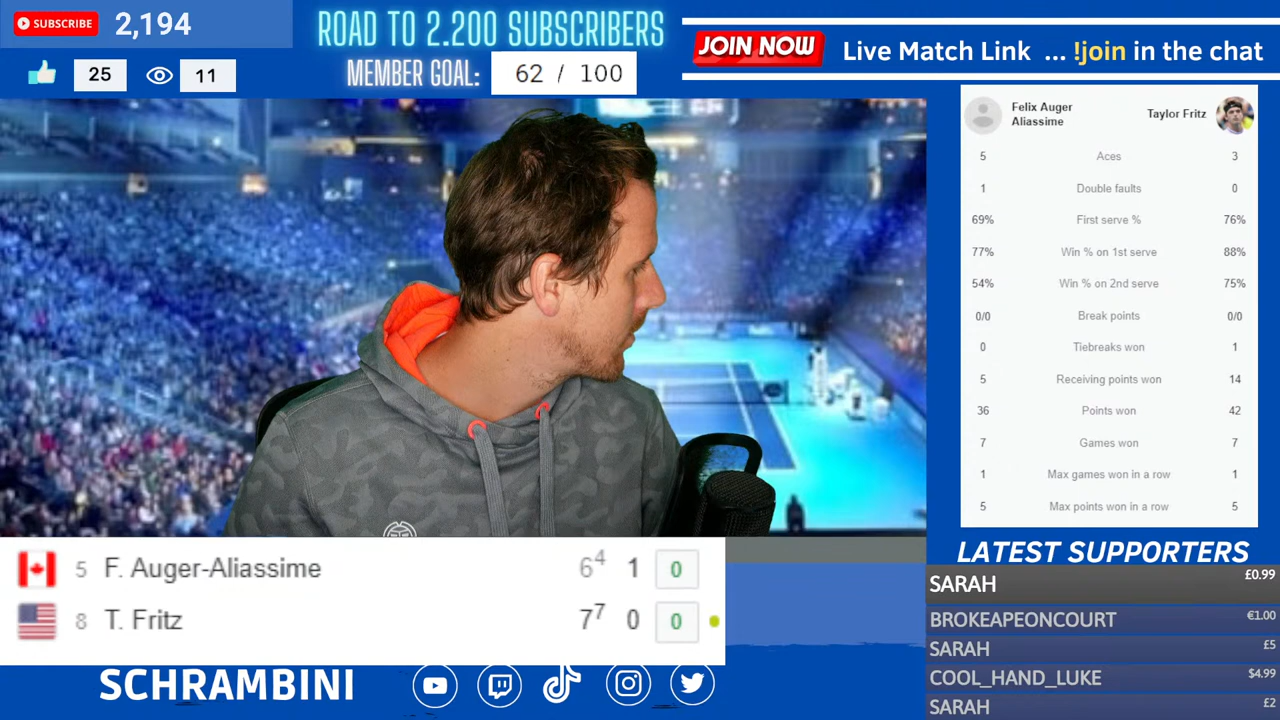 SUBSCRIBE 2,194
25 11
ROAD TO 2.200 SUBSCRIBERS
MEMBER GOAL: 62 / 100
JOIN NOW Live Match Link ... !join in the chat
Felix Auger Aliassime
Taylor Fritz
5 Aces 3
1 Double faults 0
69% First serve % 76%
77% Win % on 1st serve 88%
54% Win % on 2nd serve 75%
0/0 Break points 0/0
0 Tiebreaks won 1
5 Receiving points won 14
36 Points won 42
7 Games won 7
1 Max games won in a row 1
5 Max points won in a row 5
5 F. Auger-Aliassime 6⁴ 1 0
8 T. Fritz 7⁷ 0 0
SCHRAMBINI
LATEST SUPPORTERS
SARAH £0.99
BROKEAPEONCOURT €1.00
SARAH £5
COOL_HAND_LUKE $4.99
SARAH £2